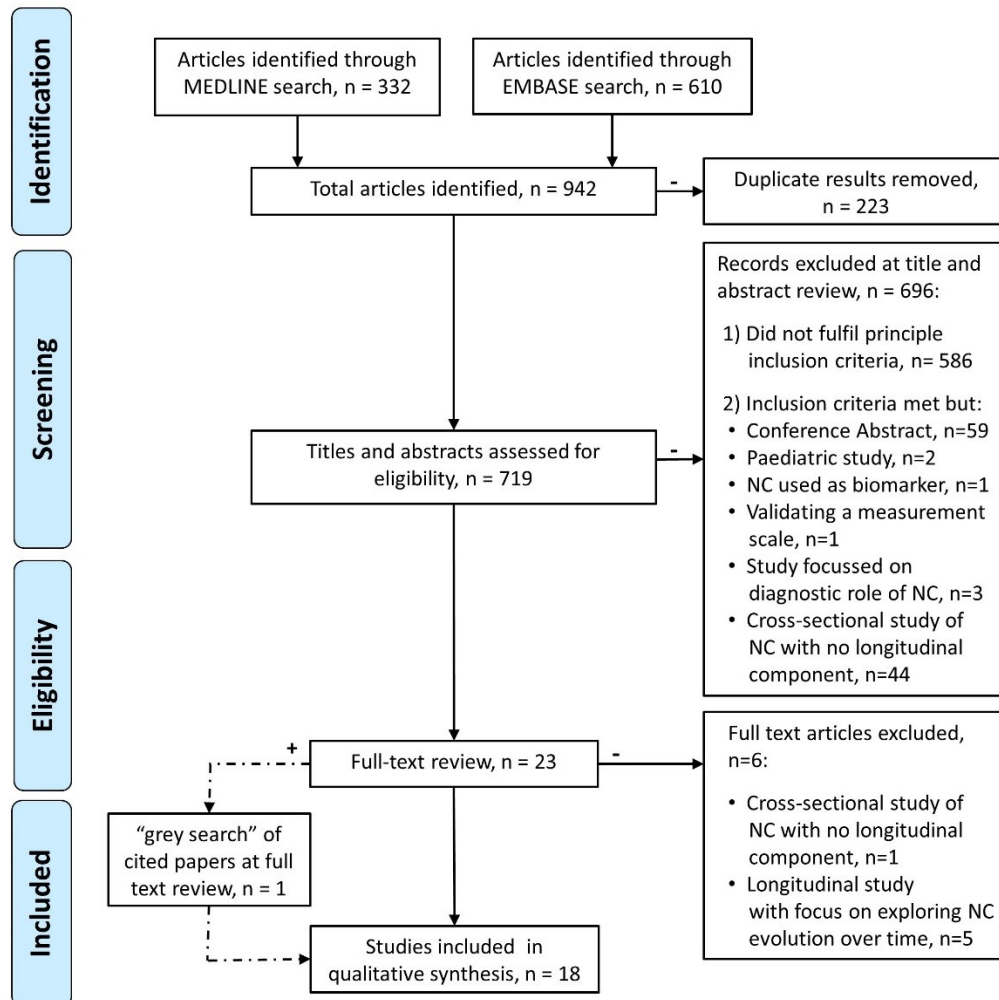 Identification
Articles identified through
MEDLINE search, n = 332
Articles identified through
EMBASE search, n = 610
Total articles identified, n = 942
-
Duplicate results removed,
n = 223
Screening
Records excluded at title and
abstract review, n = 696:
1) Did not fulfil principle
inclusion criteria, n= 586
2) Inclusion criteria met but:
• Conference Abstract, n=59
• Paediatric study, n=2
• NC used as biomarker, n=1
• Validating a measurement
scale, n=1
• Study focussed on
diagnostic role of NC, n=3
• Cross-sectional study of
NC with no longitudinal
component, n=44
Titles and abstracts assessed for
eligibility, n = 719
-
Eligibility
+
Full-text review, n = 23
-
Full text articles excluded,
n=6:
• Cross-sectional study of
NC with no longitudinal
component, n=1
• Longitudinal study
with focus on exploring NC
evolution over time, n=5
Included
“grey search” of
cited papers at full
text review, n = 1
Studies included in
qualitative synthesis, n = 18